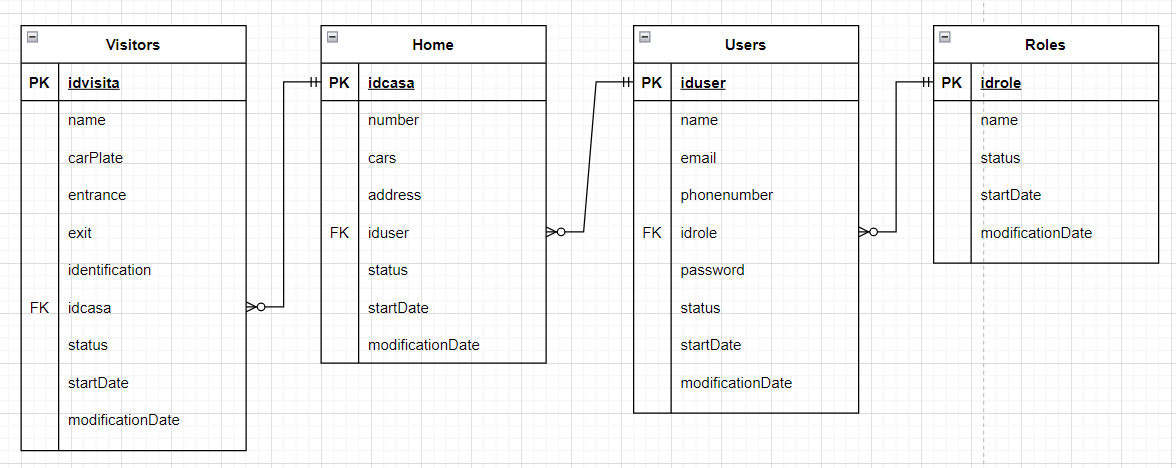 Visitors
PK idvisita
name
carPlate
entrance
exit
identification
FK idcasa
status
startDate
modificationDate
Home
PK idcasa
number
cars
address
FK iduser
status
startDate
modificationDate
Users
PK iduser
name
email
phonenumber
FK idrole
password
status
startDate
modificationDate
Roles
PK idrole
name
status
startDate
modificationDate